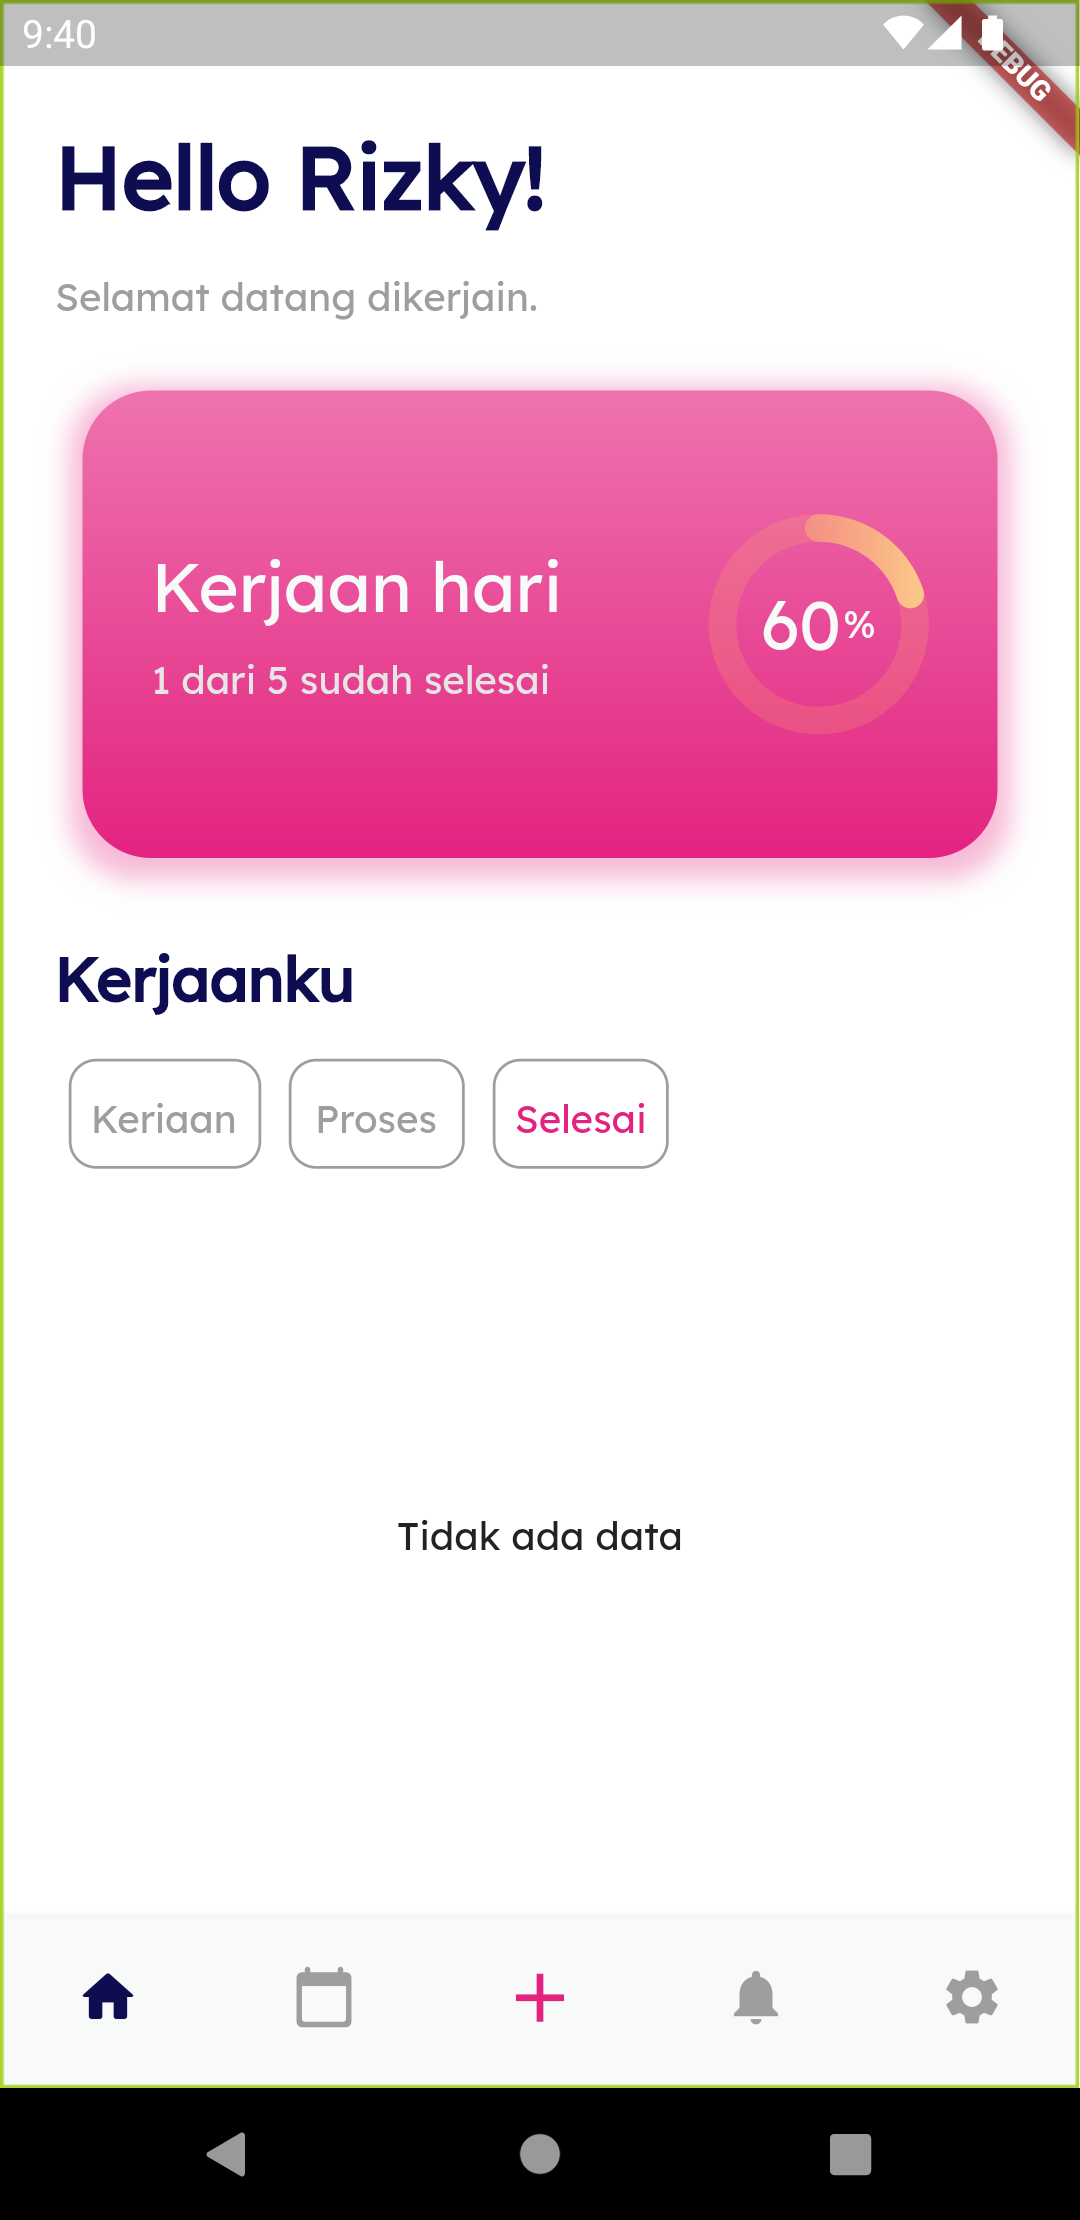 9:40
DEBUG
Hello Rizky!
Selamat datang dikerjain.
Kerjaan hari
1 dari 5 sudah selesai
60%
Kerjaanku
Keriaan
Proses
Selesai
Tidak ada data